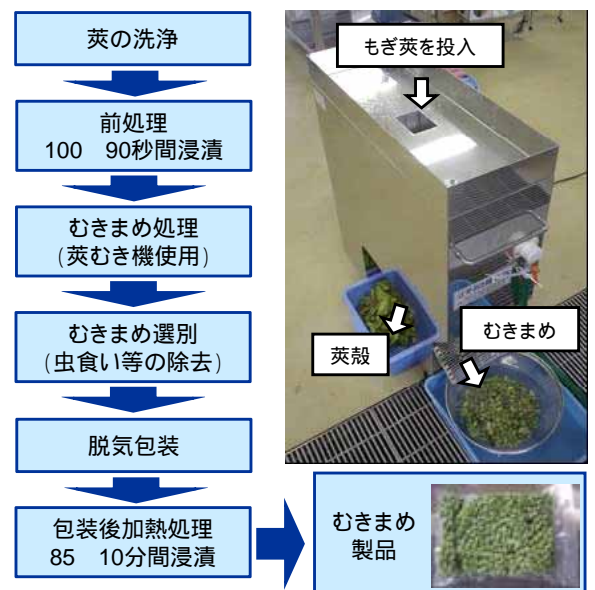 莢の洗浄
前処理
100　90秒間浸漬
むきまめ処理
(莢むき機使用)
むきまめ選別
(虫食い等の除去)
脱気包装
包装後加熱処理
85　10分間浸漬
もぎ莢を投入
莢殻
むきまめ
むきまめ
製品